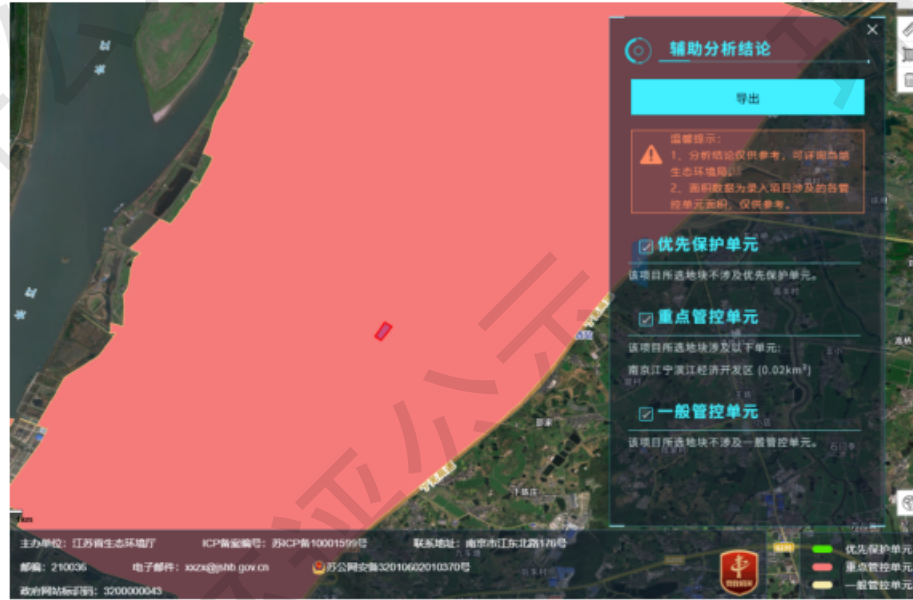 辅助分析结论
导出
温馨提示:
1、分析结论仅供参考，可详询当地
生态环境局。
2、面积数据为录入项目涉及的各管
控单元面积，仅供参考。
优先保护单元
该项目所选地块不涉及优先保护单元。
重点管控单元
该项目所选地块涉及以下单元:
南京江宁滨江经济开发区 (0.02km²)
一般管控单元
该项目所选地块不涉及一般管控单元。
主办单位：江苏省生态环境厅
ICP备案编号：苏ICP备10001599号
联系地址：南京市江东北路176号
邮编：210036
电子邮件：xxzx@jshb.gov.cn
苏公网安备32010602010370号
政府网站标识码：3200000043
优先保护单元
重点管控单元
一般管控单元